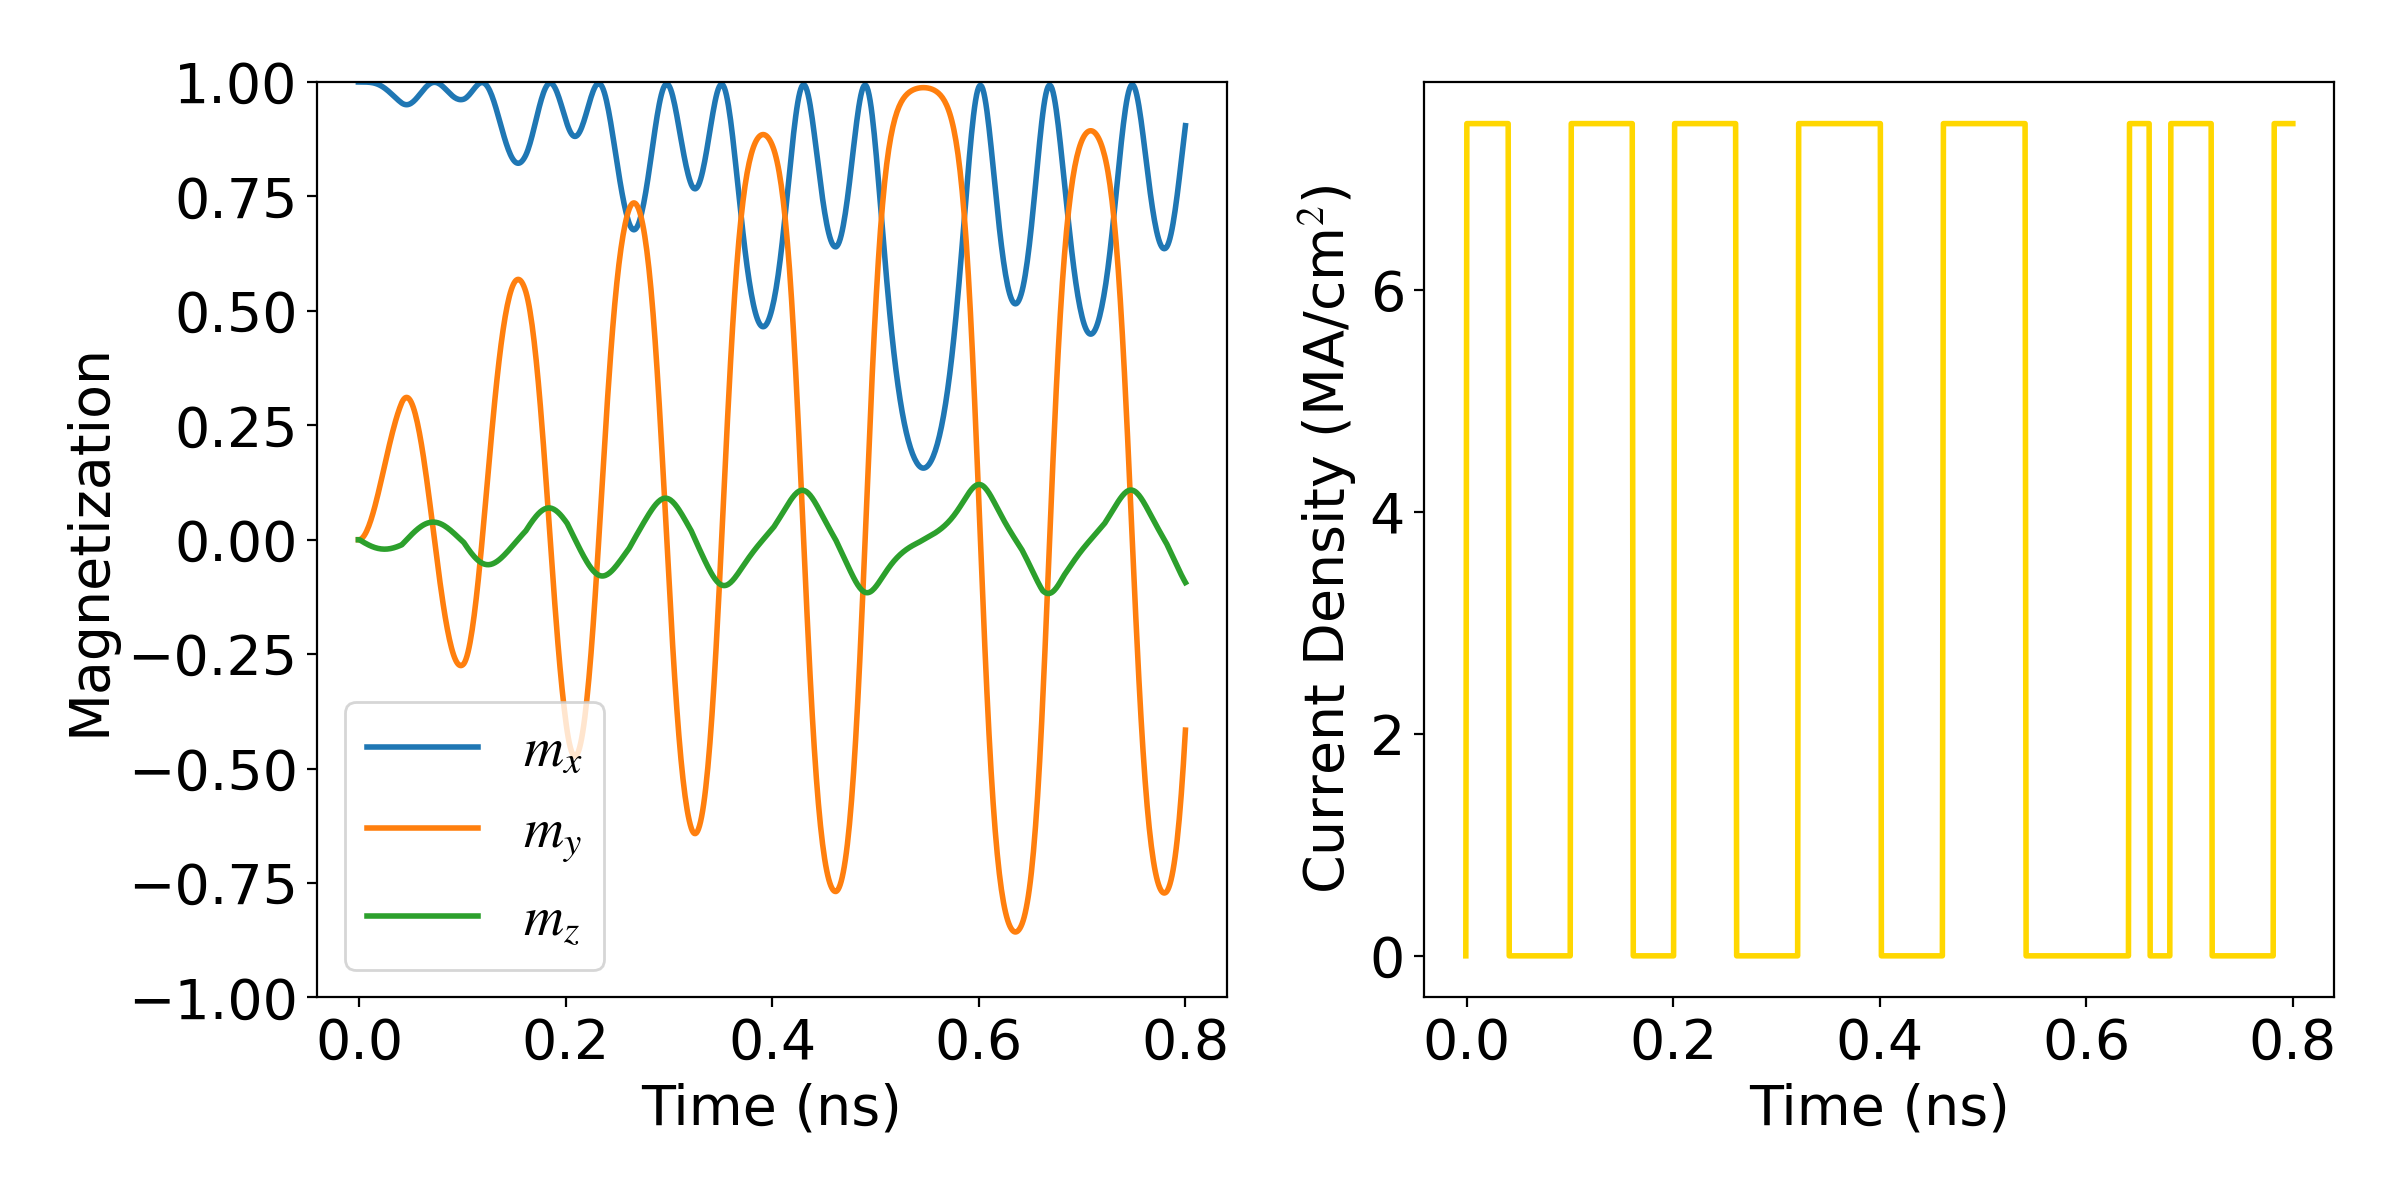 1.00
0.75
0.50
0.25
0.00
−0.25
−0.50
−0.75
−1.00
Magnetization
m_x
m_y
m_z
0.0 0.2 0.4 0.6 0.8
Time (ns)
6
4
2
0
Current Density (MA/cm²)
0.0 0.2 0.4 0.6 0.8
Time (ns)